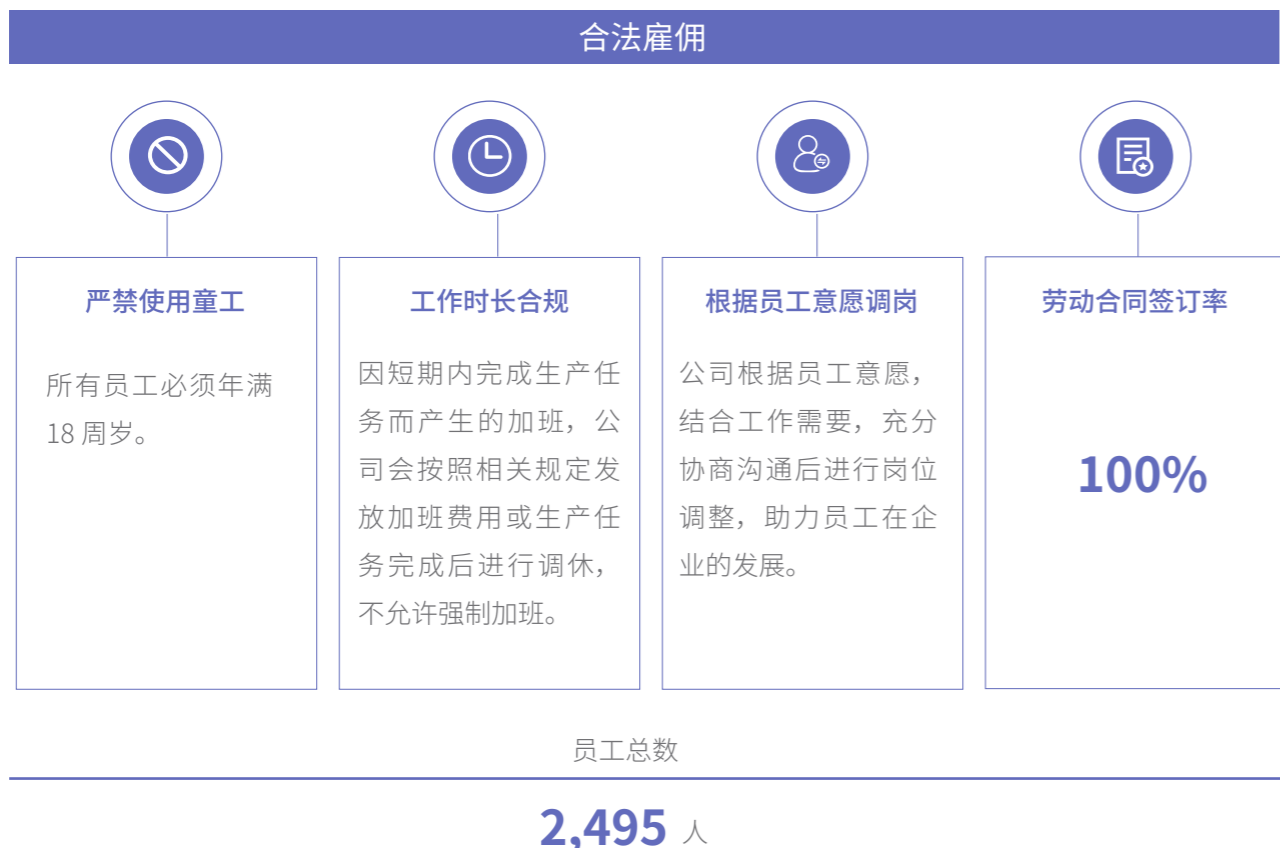 合法雇佣
严禁使用童工
所有员工必须年满
18 周岁。
工作时长合规
因短期内完成生产任
务而产生的加班，公
司会按照相关规定发
放加班费用或生产任
务完成后进行调休，
不允许强制加班。
根据员工意愿调岗
公司根据员工意愿，
结合工作需要，充分
协商沟通后进行岗位
调整，助力员工在企
业的发展。
劳动合同签订率
100%
员工总数
2,495 人